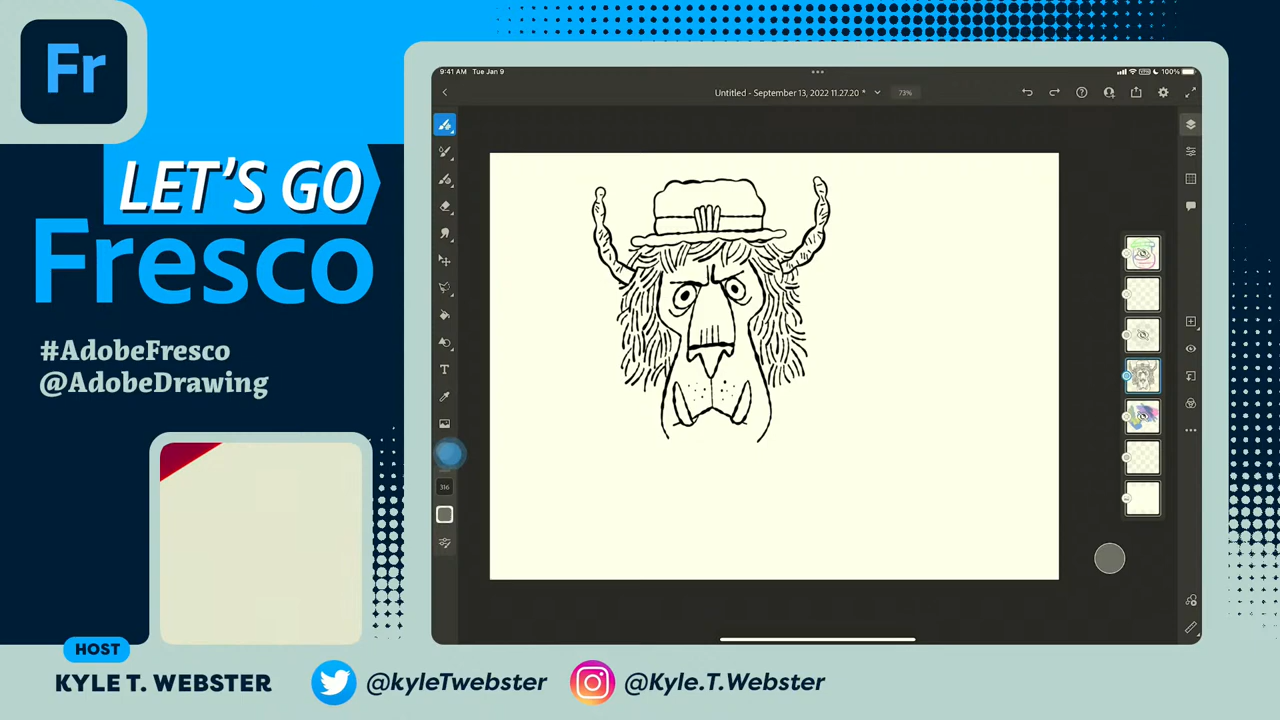 Fr
LET'S GO
Fresco
#AdobeFresco
@AdobeDrawing
9:41 AM Tue Jan 9
100%
Untitled - September 13, 2022 11.27.20 *
73%
T
316
HOST
KYLE T. WEBSTER
@kyleTwebster
@Kyle.T.Webster